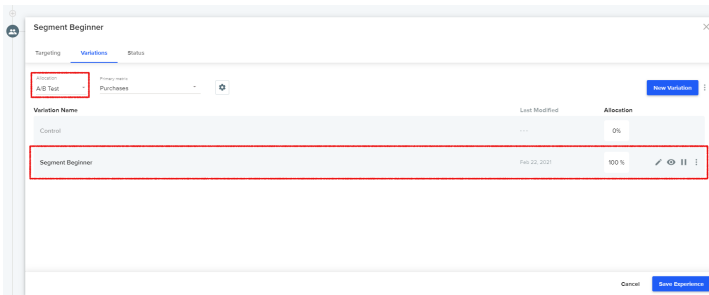 Segment Beginner
Targeting Variations Status
Allocation Primary metric
A/B Test Purchases
New Variation
Variation Name Last Modified Allocation
Control --- 0%
Segment Beginner Feb 22, 2021 100 %
Cancel Save Experience